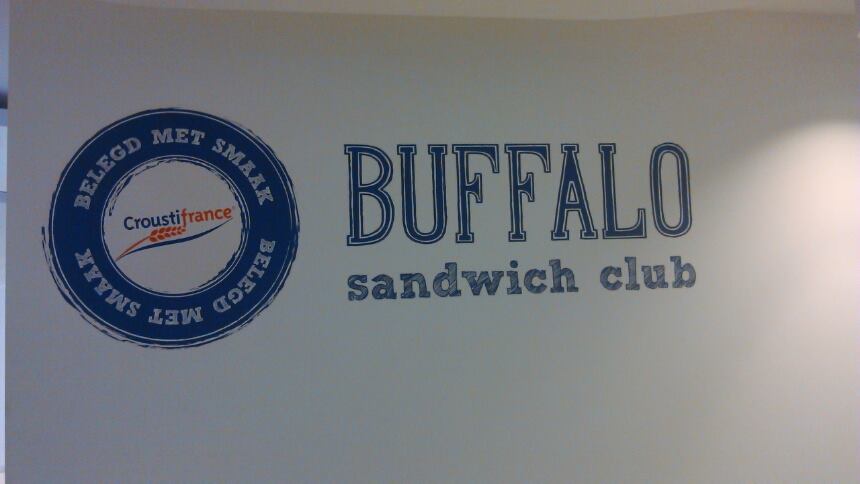 BELEGD MET SMAAK
Croustifrance®
BELEGD MET SMAAK
BUFFALO
sandwich club